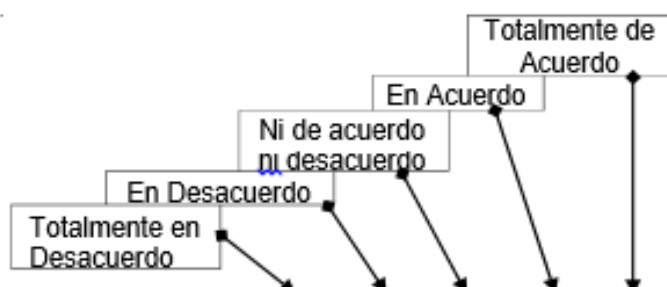 Totalmente de
Acuerdo
En Acuerdo
Ni de acuerdo
ni desacuerdo
En Desacuerdo
Totalmente en
Desacuerdo